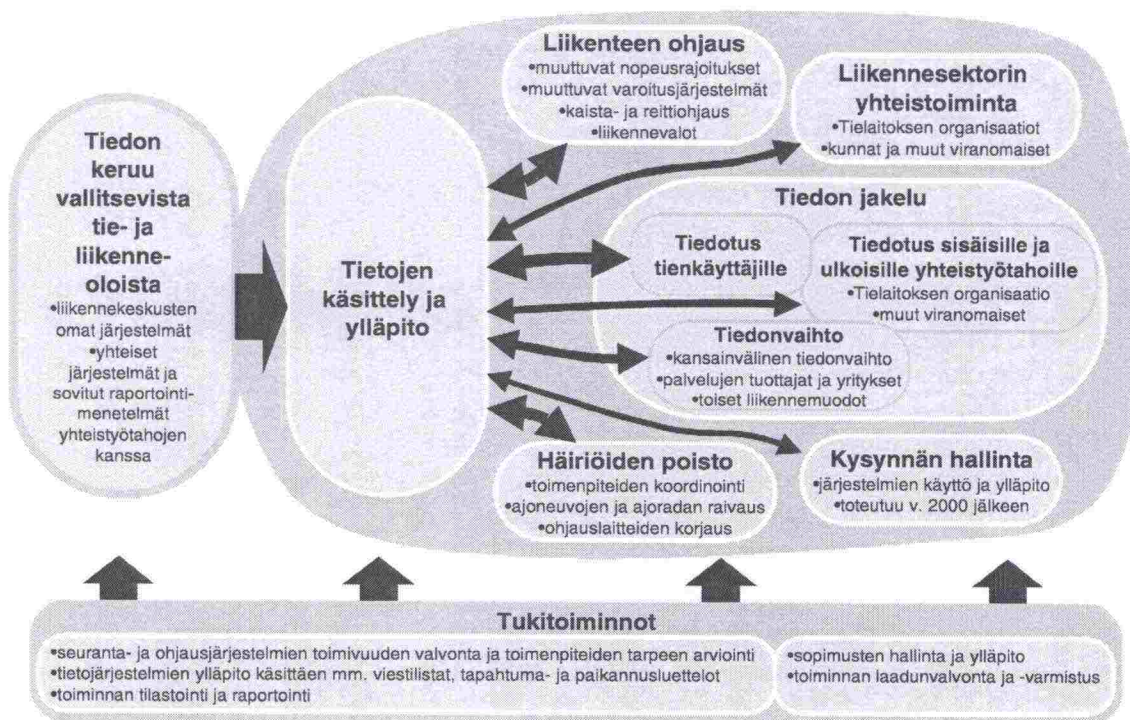 Tiedon
keruu
vallitsevista
tie- ja
liikenne-
oloista
•liikennekeskusten
omat järjestelmät
•yhteiset
järjestelmät ja
sovitut raportointi-
menetelmät
yhteistyötahojen
kanssa
Tietojen
käsittely ja
ylläpito
Liikenteen ohjaus
•muuttuvat nopeusrajoitukset
•muuttuvat varoitusjärjestelmät
•kaista- ja reittiohjaus
•liikennevalot
Liikennesektorin
yhteistoiminta
•Tielaitoksen organisaatiot
•kunnat ja muut viranomaiset
Tiedon jakelu
Tiedotus
tienkäyttäjille
Tiedotus sisäisille ja
ulkoisille yhteistyötahoille
•Tielaitoksen organisaatio
•muut viranomaiset
Tiedonvaihto
•kansainvälinen tiedonvaihto
•palvelujen tuottajat ja yritykset
•toiset liikennemuodot
Häiriöiden poisto
•toimenpiteiden koordinointi
•ajoneuvojen ja ajoradan raivaus
•ohjauslaitteiden korjaus
Kysynnän hallinta
•järjestelmien käyttö ja ylläpito
•toteutuu v. 2000 jälkeen
Tukitoiminnot
•seuranta- ja ohjausjärjestelmien toimivuuden valvonta ja toimenpiteiden tarpeen arviointi
•tietojärjestelmien ylläpito käsittäen mm. viestilistat, tapahtuma- ja paikannusluettelot
•toiminnan tilastointi ja raportointi
•sopimusten hallinta ja ylläpito
•toiminnan laadunvalvonta ja -varmistus